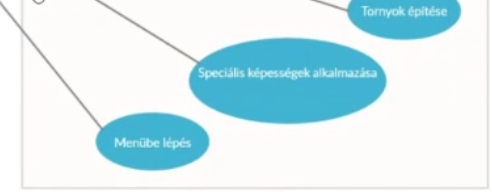 Tornyok építése
Speciális képességek alkalmazása
Menübe lépés